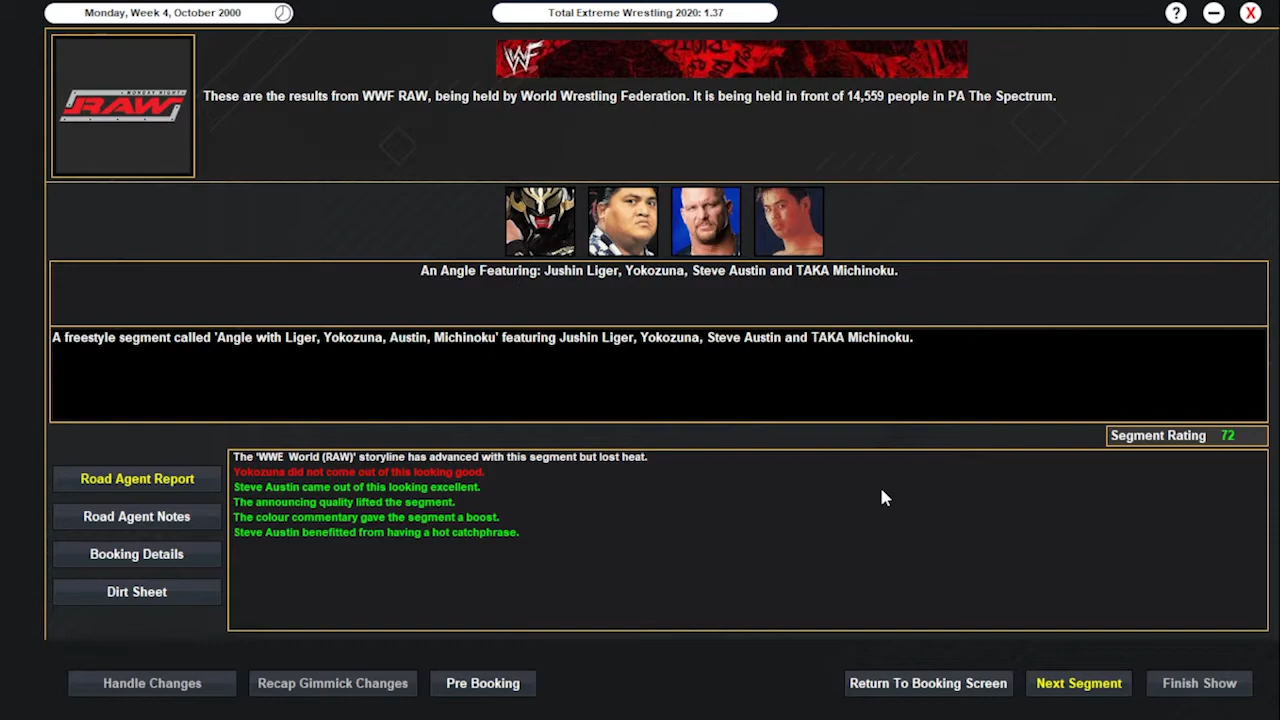 Monday, Week 4, October 2000
Total Extreme Wrestling 2020: 1.37
?
X
WF
MONDAY NIGHT
RAW
These are the results from WWF RAW, being held by World Wrestling Federation. It is being held in front of 14,559 people in PA The Spectrum.
An Angle Featuring: Jushin Liger, Yokozuna, Steve Austin and TAKA Michinoku.
A freestyle segment called 'Angle with Liger, Yokozuna, Austin, Michinoku' featuring Jushin Liger, Yokozuna, Steve Austin and TAKA Michinoku.
Segment Rating 72
The 'WWE World (RAW)' storyline has advanced with this segment but lost heat.
Yokozuna did not come out of this looking good.
Steve Austin came out of this looking excellent.
The announcing quality lifted the segment.
The colour commentary gave the segment a boost.
Steve Austin benefitted from having a hot catchphrase.
Road Agent Report
Road Agent Notes
Booking Details
Dirt Sheet
Handle Changes
Recap Gimmick Changes
Pre Booking
Return To Booking Screen
Next Segment
Finish Show